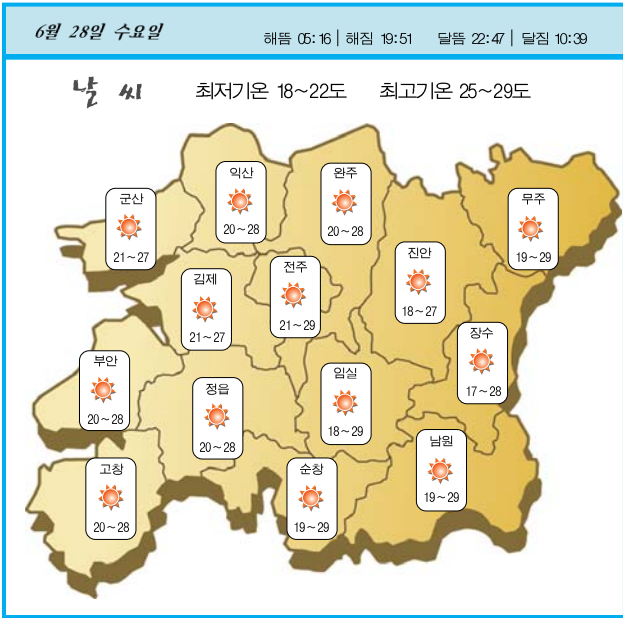 6월 28일 수요일
해뜸 05:16 | 해짐 19:51 달뜸 22:47 | 달짐 10:39
날 씨 최저기온 18~22도 최고기온 25~29도
군산
21~27
익산
20~28
완주
20~28
무주
19~29
김제
21~27
전주
21~29
진안
18~27
장수
17~28
부안
20~28
정읍
20~28
임실
18~29
남원
19~29
고창
20~28
순창
19~29